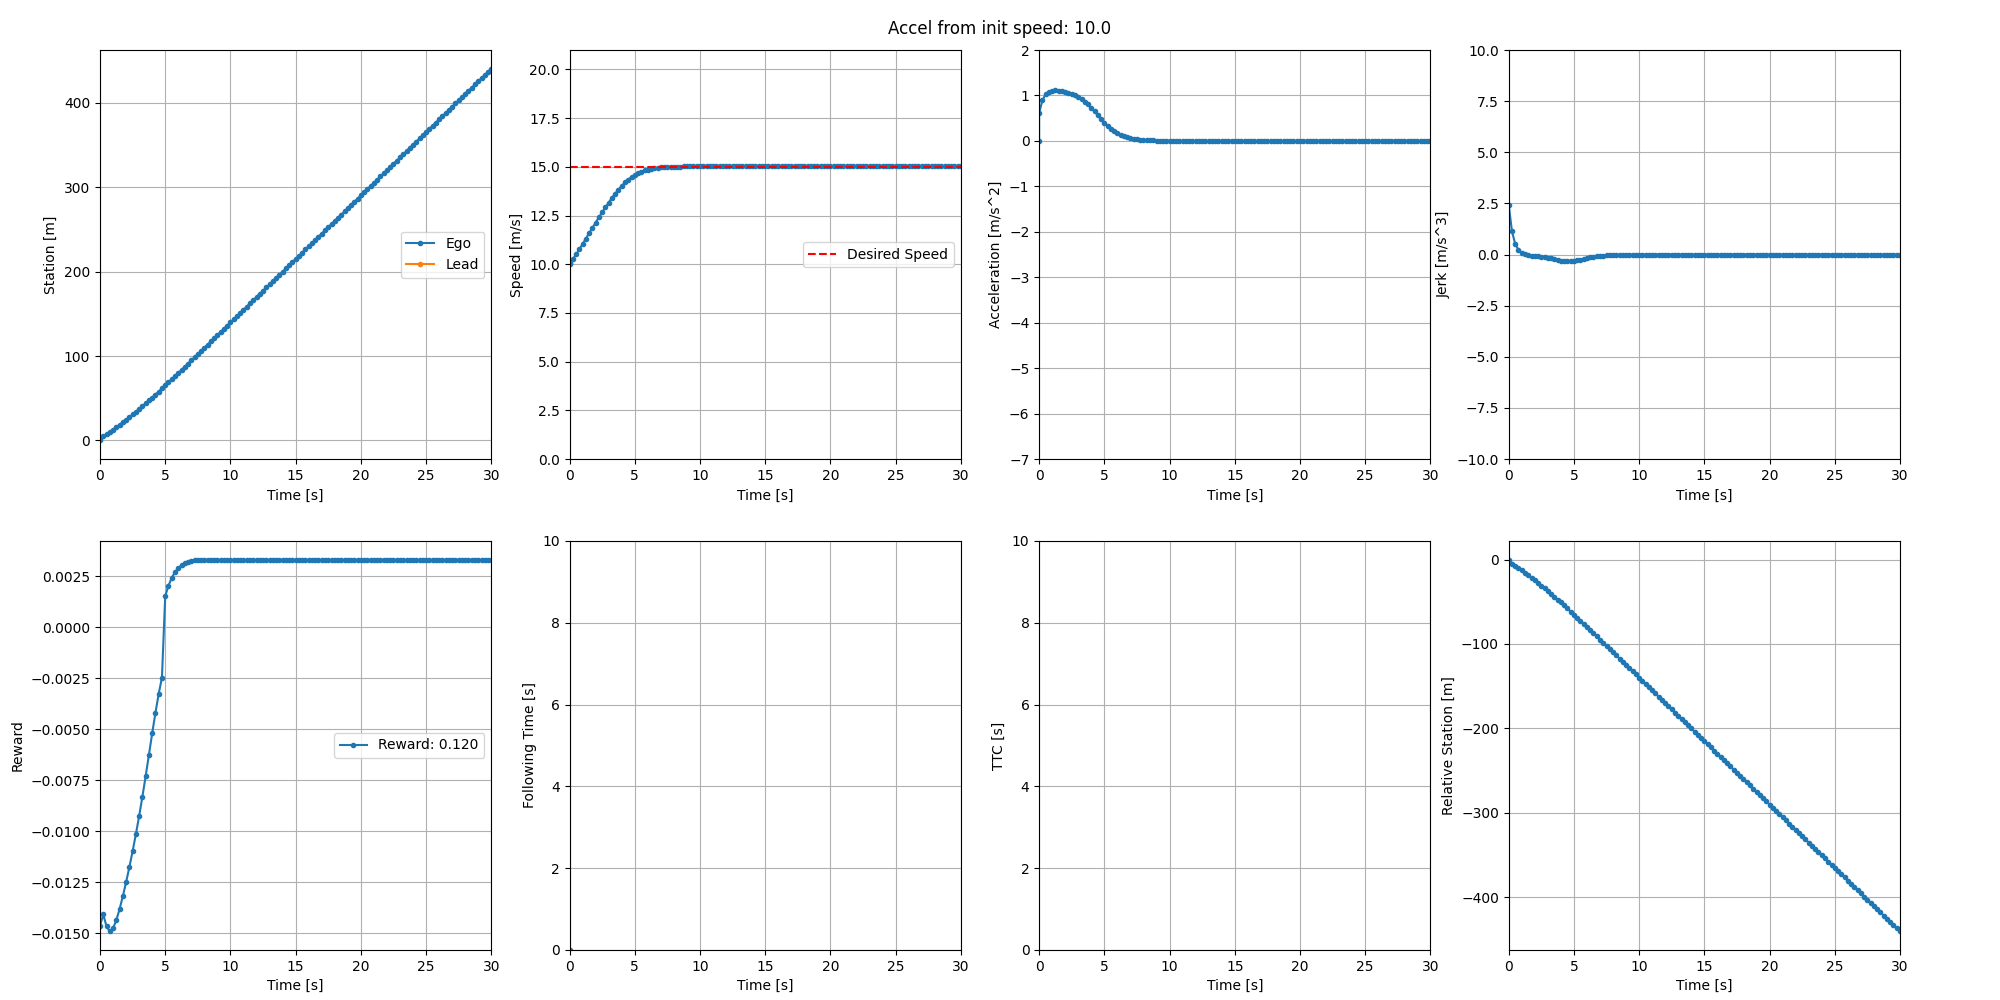 Accel from init speed: 10.0
Station [m]
400
300
200
100
0
Ego
Lead
0 5 10 15 20 25 30
Time [s]
Speed [m/s]
20.0
17.5
15.0
12.5
10.0
7.5
5.0
2.5
0.0
Desired Speed
0 5 10 15 20 25 30
Time [s]
Acceleration [m/s^2]
2
1
0
−1
−2
−3
−4
−5
−6
−7
0 5 10 15 20 25 30
Time [s]
Jerk [m/s^3]
10.0
7.5
5.0
2.5
0.0
−2.5
−5.0
−7.5
−10.0
0 5 10 15 20 25 30
Time [s]
Reward
0.0025
0.0000
−0.0025
−0.0050
−0.0075
−0.0100
−0.0125
−0.0150
Reward: 0.120
0 5 10 15 20 25 30
Time [s]
Following Time [s]
10
8
6
4
2
0
0 5 10 15 20 25 30
Time [s]
TTC [s]
10
8
6
4
2
0
0 5 10 15 20 25 30
Time [s]
Relative Station [m]
0
−100
−200
−300
−400
0 5 10 15 20 25 30
Time [s]